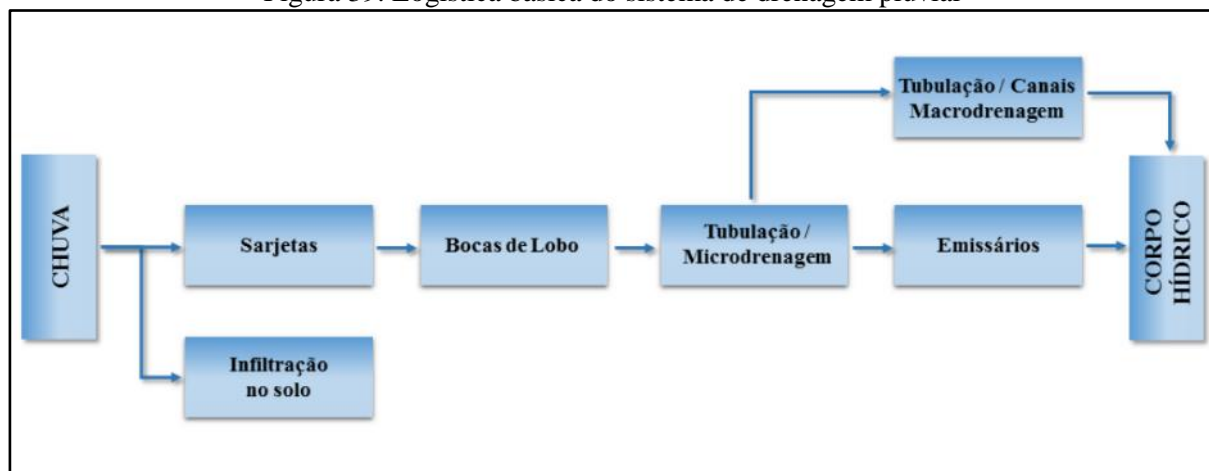 Figura 39: Logística básica do sistema de drenagem pluvial
CHUVA
Sarjetas
Infiltração
no solo
Bocas de Lobo
Tubulação /
Microdrenagem
Tubulação / Canais
Macrodrenagem
Emissários
CORPO
HÍDRICO